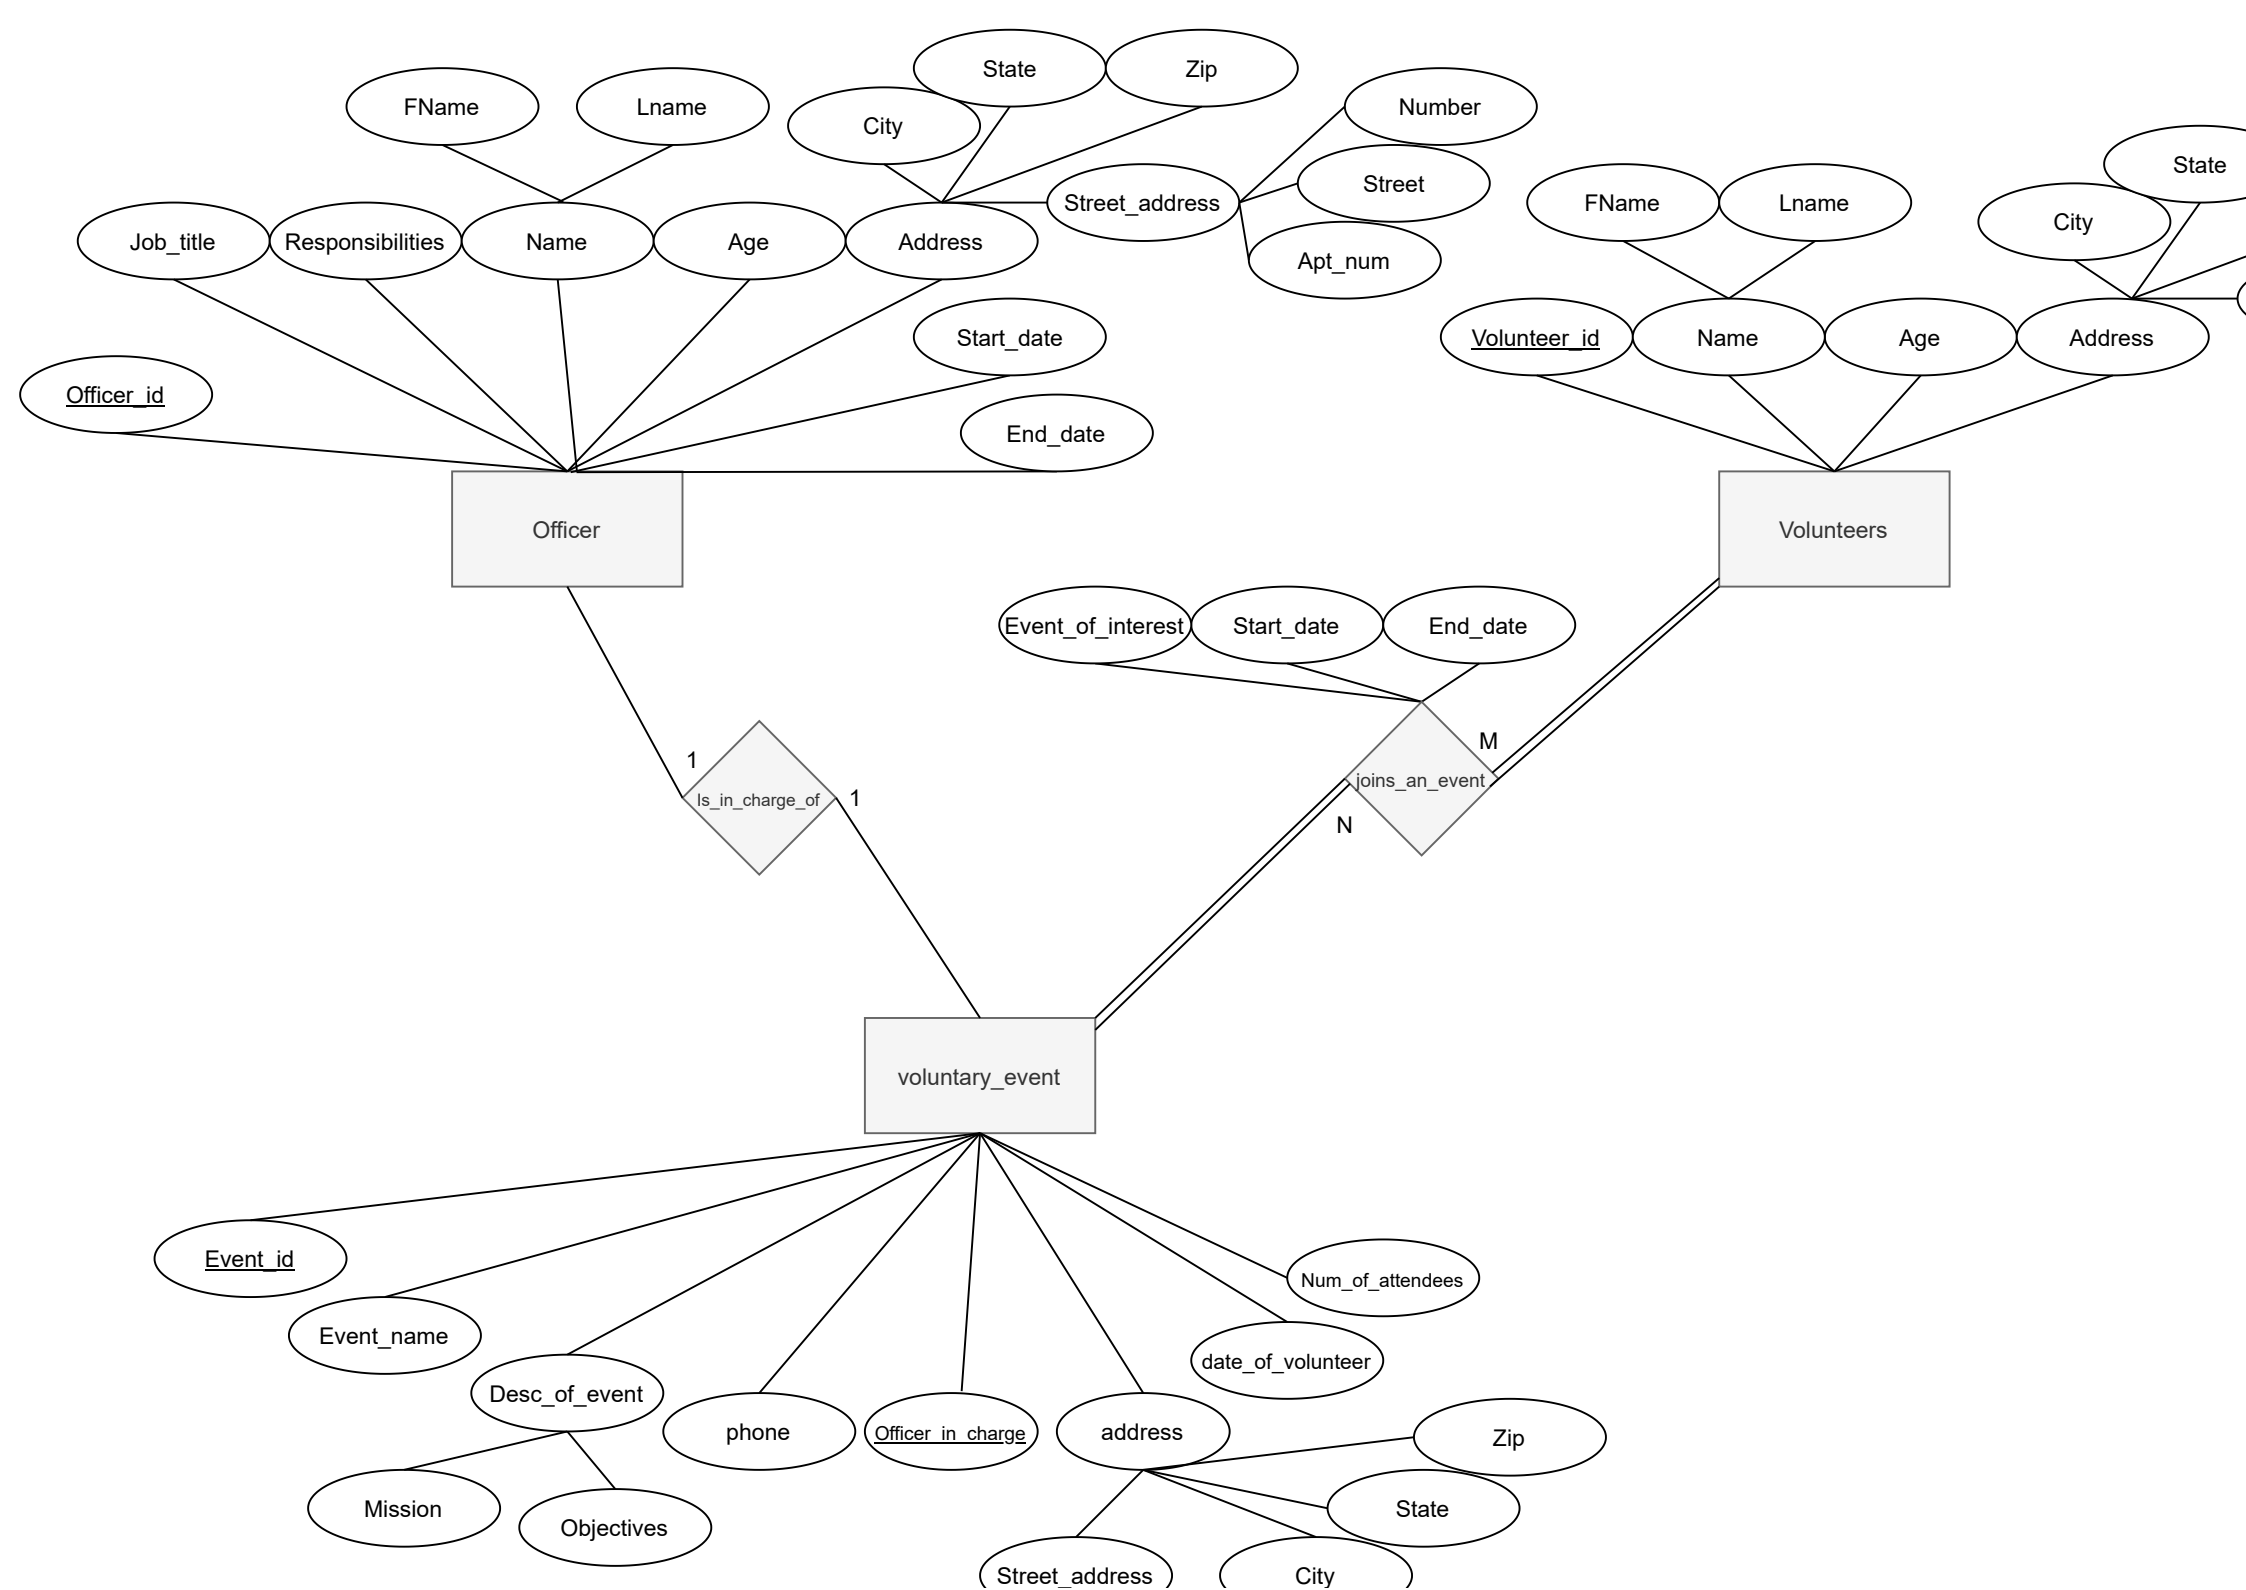 State
Zip
FName
Lname
City
Number
State
Street_address
Street
FName
Lname
City
Job_title
Responsibilities
Name
Age
Address
Apt_num
Start_date
Volunteer_id
Name
Age
Address
Officer_id
End_date
Officer
Volunteers
Event_of_interest
Start_date
End_date
M
1
Is_in_charge_of
1
joins_an_event
N
voluntary_event
Event_id
Num_of_attendees
Event_name
date_of_volunteer
Desc_of_event
phone
Officer_in_charge
address
Zip
Mission
Objectives
State
Street_address
City